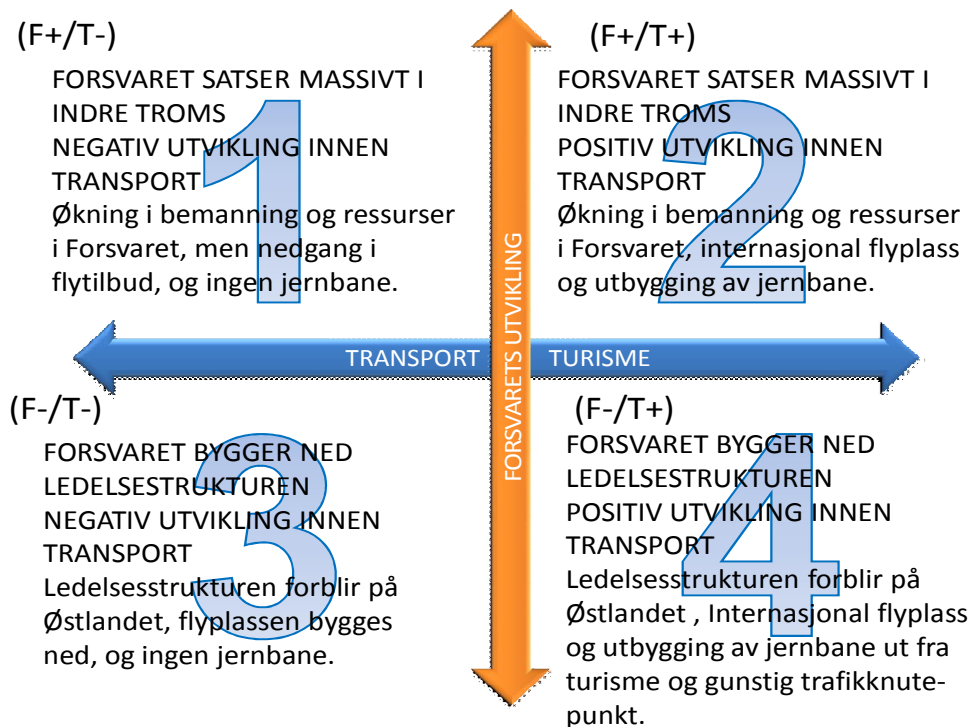 (F+/T-)
FORSVARET SATSER MASSIVT I
INDRE TROMS
NEGATIV UTVIKLING INNEN
TRANSPORT
Økning i bemanning og ressurser
i Forsvaret, men nedgang i
flytilbud, og ingen jernbane.
1
(F+/T+)
FORSVARET SATSER MASSIVT I
INDRE TROMS
POSITIV UTVIKLING INNEN
TRANSPORT
Økning i bemanning og ressurser
i Forsvaret, internasjonal flyplass
og utbygging av jernbane.
2
TRANSPORT
TURISME
FORSVARETS UTVIKLING
(F-/T-)
FORSVARET BYGGER NED
LEDELSESTRUKTUREN
NEGATIV UTVIKLING INNEN
TRANSPORT
Ledelsesstrukturen forblir på
Østlandet, flyplassen bygges
ned, og ingen jernbane.
3
(F-/T+)
FORSVARET BYGGER NED
LEDELSESTRUKTUREN
POSITIV UTVIKLING INNEN
TRANSPORT
Ledelsesstrukturen forblir på
Østlandet , Internasjonal flyplass
og utbygging av jernbane ut fra
turisme og gunstig trafikknute-
punkt.
4